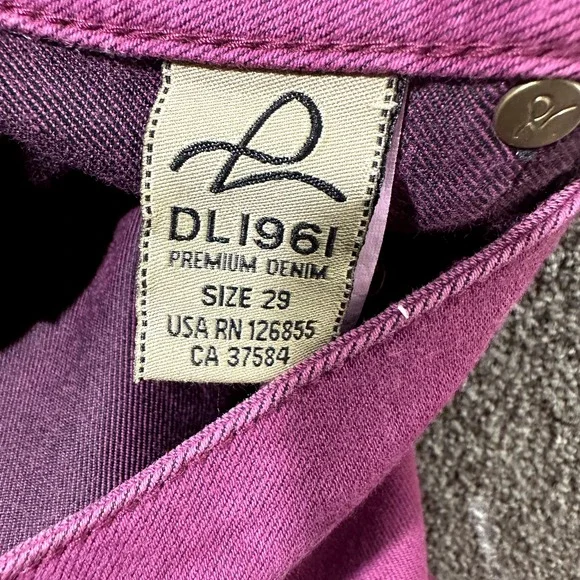 DL1961
PREMIUM DENIM
SIZE 29
USA RN 126855
CA 37584